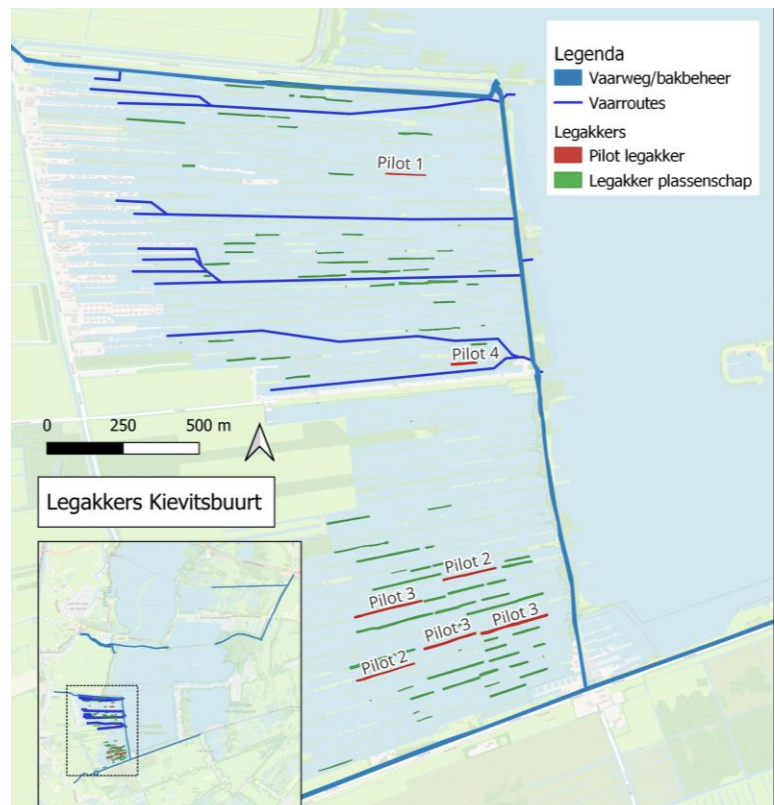 Legenda
Vaarweg/bakbeheer
Vaarroutes
Legakkers
Pilot legakker
Legakker plassenschap
Pilot 1
Pilot 4
0 250 500 m
Legakkers Kievitsbuurt
Pilot 2
Pilot 3
Pilot 3
Pilot 3
Pilot 2